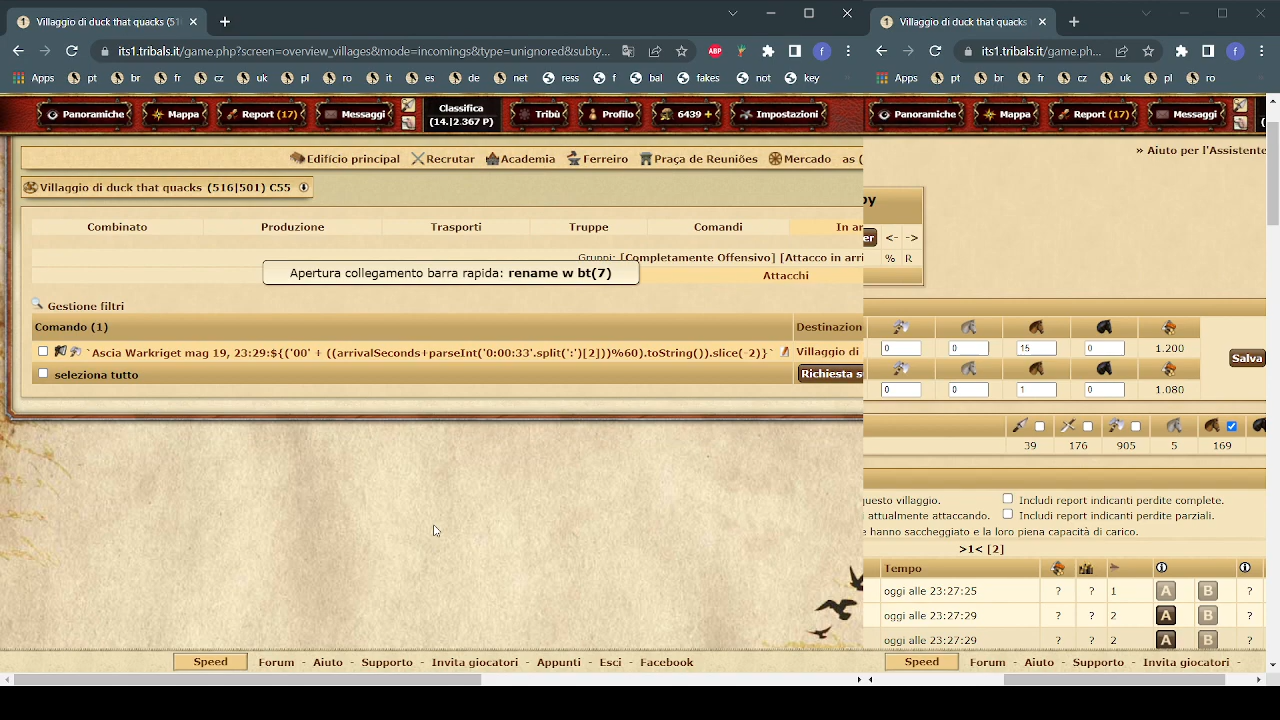 Villaggio di duck that quacks (51
Villaggio di duck that quacks
its1.tribals.it/game.php?screen=overview_villages&mode=incomings&type=unignored&subty...
its1.tribals.it/game.ph...
Apps pt br fr cz uk pl ro it es de net ress f bal fakes not key
Apps pt br fr cz uk pl ro
Panoramiche Mappa Report (17) Messaggi Classifica (14.|2.367 P) Tribù Profilo 6439 + Impostazioni
Panoramiche Mappa Report (17) Messaggi
Edifício principal Recrutar Academia Ferreiro Praça de Reuniões Mercado as (
» Aiuto per l'Assistente
Villaggio di duck that quacks (516|501) C55
Combinato Produzione Trasporti Truppe Comandi In ar
Gruppi: [Completamente Offensivo] [Attacco in arri
Apertura collegamento barra rapida: rename w bt(7)
Attacchi
Gestione filtri
Comando (1) Destinazion
`Ascia Warkriget mag 19, 23:29:${('00' + ((arrivalSeconds+parseInt('0:00:33'.split(':')[2]))%60).toString()).slice(-2)}` Villaggio di
seleziona tutto Richiesta s
by
er <- ->
% R
0 0 15 0 1.200
Salva
0 0 1 0 1.080
39 176 905 5 169
questo villaggio. Includi report indicanti perdite complete.
i attualmente attaccando. Includi report indicanti perdite parziali.
e hanno saccheggiato e la loro piena capacità di carico.
>1< [2]
Tempo
oggi alle 23:27:25 ? ? 1 A B ?
oggi alle 23:27:29 ? ? 2 A B ?
oggi alle 23:27:29 ? ? 2 A B ?
Speed Forum - Aiuto - Supporto - Invita giocatori - Appunti - Esci - Facebook
Speed Forum - Aiuto - Supporto - Invita giocatori -